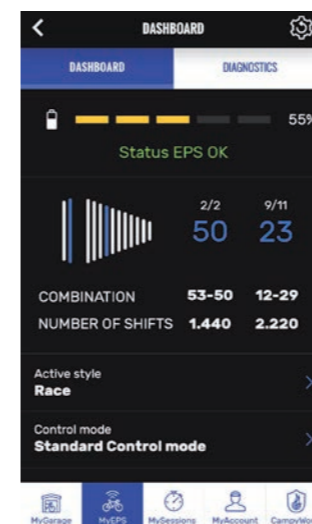 DASHBOARD
DASHBOARD DIAGNOSTICS
55%
Status EPS OK
2/2 9/11
50 23
COMBINATION 53-50 12-29
NUMBER OF SHIFTS 1.440 2.220
Active style
Race
Control mode
Standard Control mode
MyGarage MyEPS MySessions MyAccount CampyWo